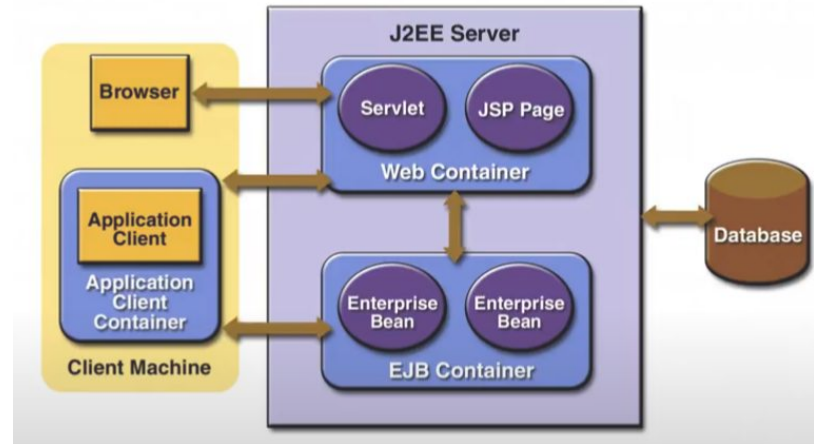 J2EE Server
Browser
Servlet
JSP Page
Web Container
Application
Client
Application
Client
Container
Client Machine
Enterprise
Bean
Enterprise
Bean
EJB Container
Database